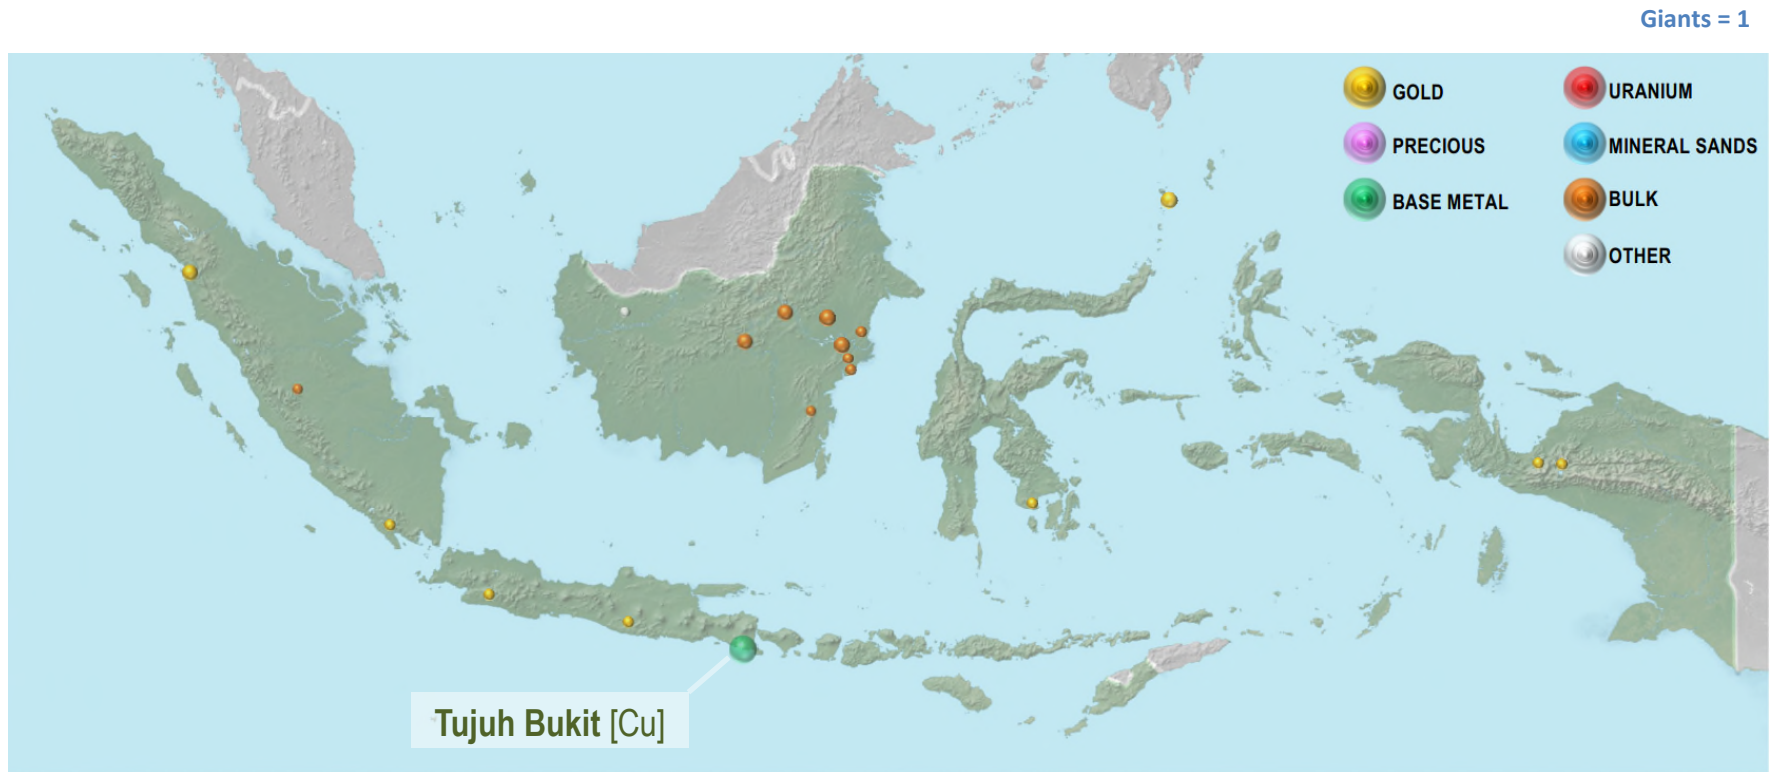 Giants = 1
GOLD
URANIUM
PRECIOUS
MINERAL SANDS
BASE METAL
BULK
OTHER
Tujuh Bukit [Cu]